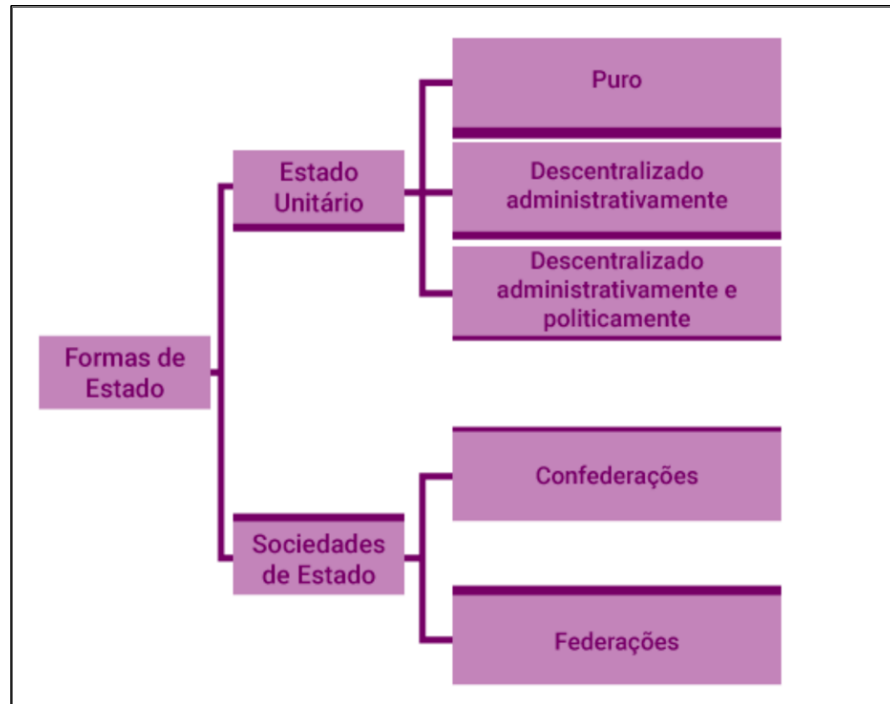 Formas de
Estado
Estado
Unitário
Puro
Descentralizado
administrativamente
Descentralizado
administrativamente e
politicamente
Sociedades
de Estado
Confederações
Federações